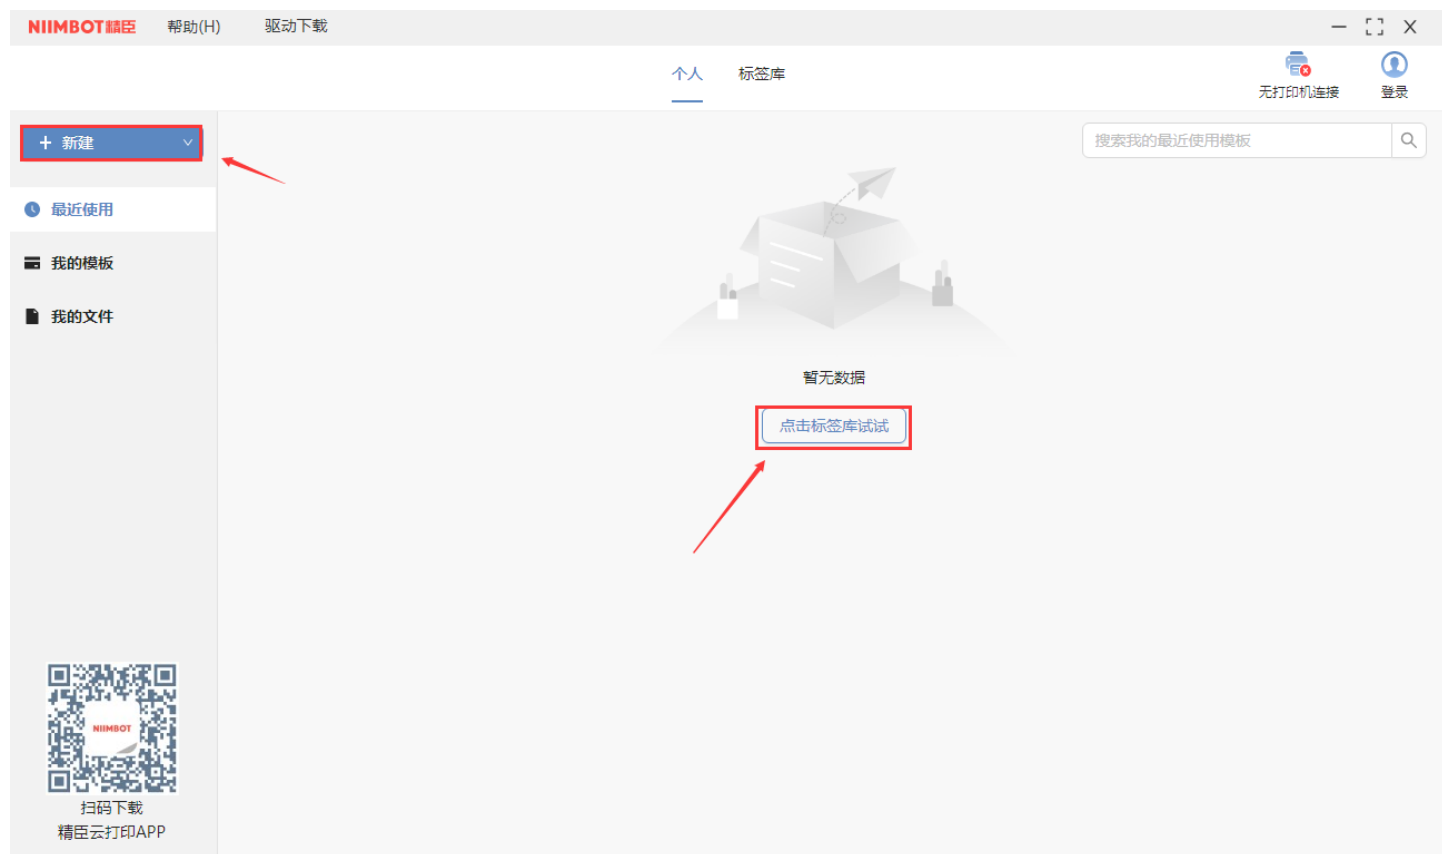 NIIMBOT精臣 帮助(H) 驱动下载
个人 标签库
无打印机连接 登录
+ 新建
搜索我的最近使用模板
最近使用
我的模板
我的文件
暂无数据
点击标签库试试
NIIMBOT
扫码下载
精臣云打印APP